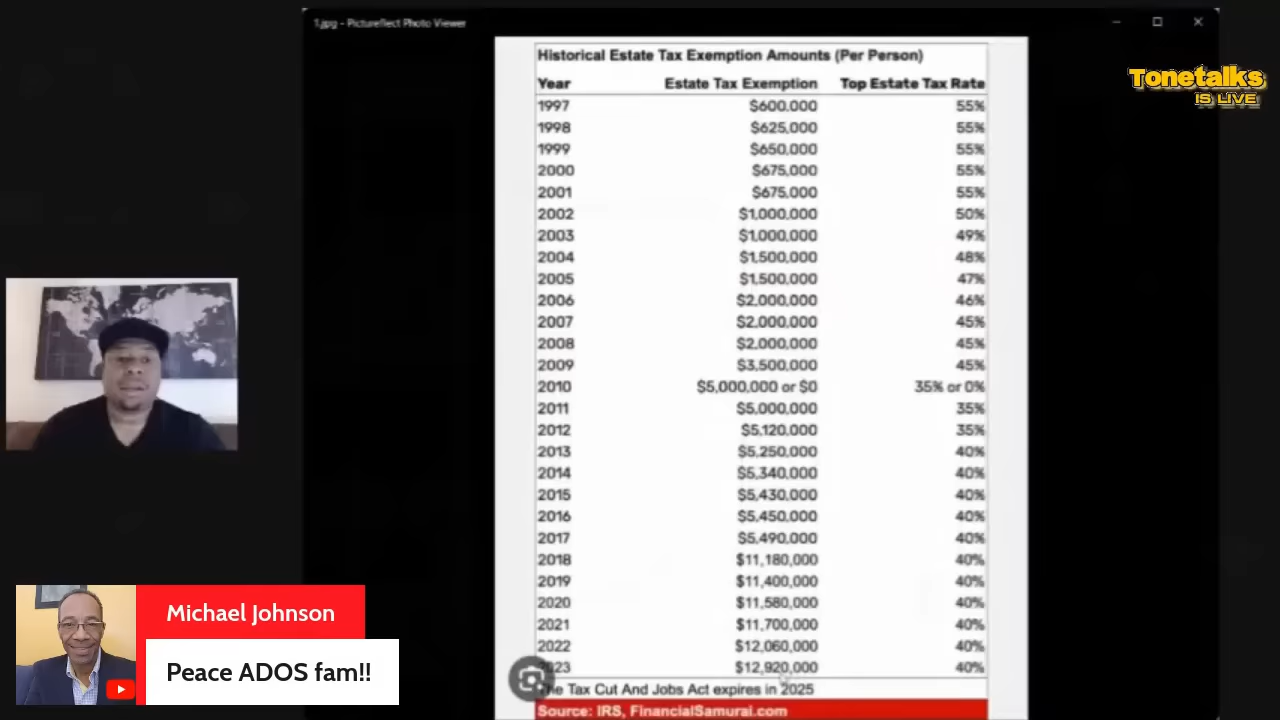 1.jpg - Pictureflect Photo Viewer
Tonetalks
IS LIVE
Historical Estate Tax Exemption Amounts (Per Person)
Year Estate Tax Exemption Top Estate Tax Rate
1997 $600,000 55%
1998 $625,000 55%
1999 $650,000 55%
2000 $675,000 55%
2001 $675,000 55%
2002 $1,000,000 50%
2003 $1,000,000 49%
2004 $1,500,000 48%
2005 $1,500,000 47%
2006 $2,000,000 46%
2007 $2,000,000 45%
2008 $2,000,000 45%
2009 $3,500,000 45%
2010 $5,000,000 or $0 35% or 0%
2011 $5,000,000 35%
2012 $5,120,000 35%
2013 $5,250,000 40%
2014 $5,340,000 40%
2015 $5,430,000 40%
2016 $5,450,000 40%
2017 $5,490,000 40%
2018 $11,180,000 40%
2019 $11,400,000 40%
2020 $11,580,000 40%
2021 $11,700,000 40%
2022 $12,060,000 40%
2023 $12,920,000 40%
The Tax Cut And Jobs Act expires in 2025
Source: IRS, FinancialSamurai.com
Michael Johnson
Peace ADOS fam!!